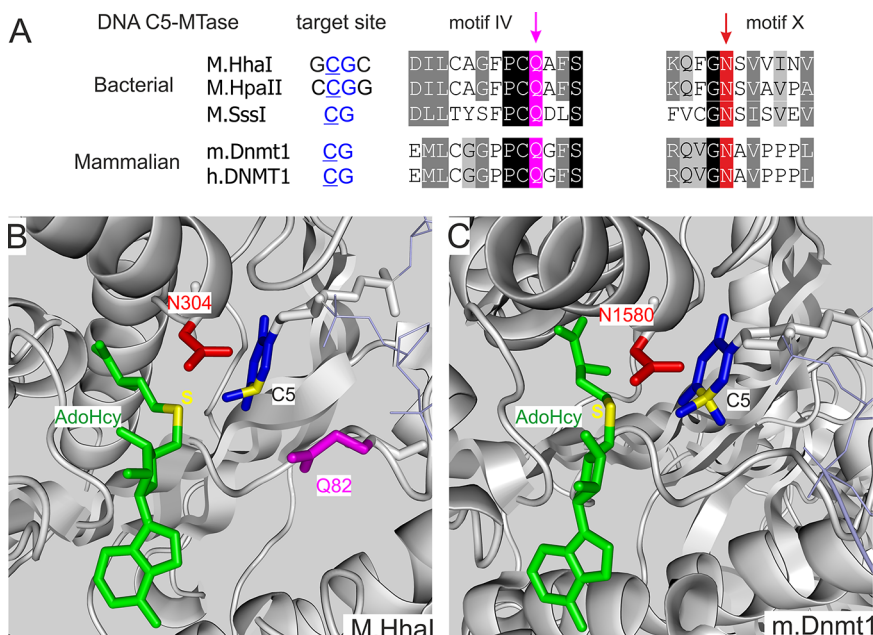 A
DNA C5-MTase target site motif IV motif X
Bacterial
M.HhaI GCGC DILCAGFPCQAFS KQFGNSVVINV
M.HpaII CCGG DILCAGFPCQAFS KQFGNSVAVPA
M.SssI CG DLLTYSFPCQDLS FVCGNSISVEV
Mammalian
m.Dnmt1 CG EMLCGGPPCQGFS RQVGNAVPPPL
h.DNMT1 CG EMLCGGPPCQGFS RQVGNAVPPPL
B
N304
S
C5
AdoHcy
Q82
M.HhaI
C
N1580
S
C5
AdoHcy
m.Dnmt1